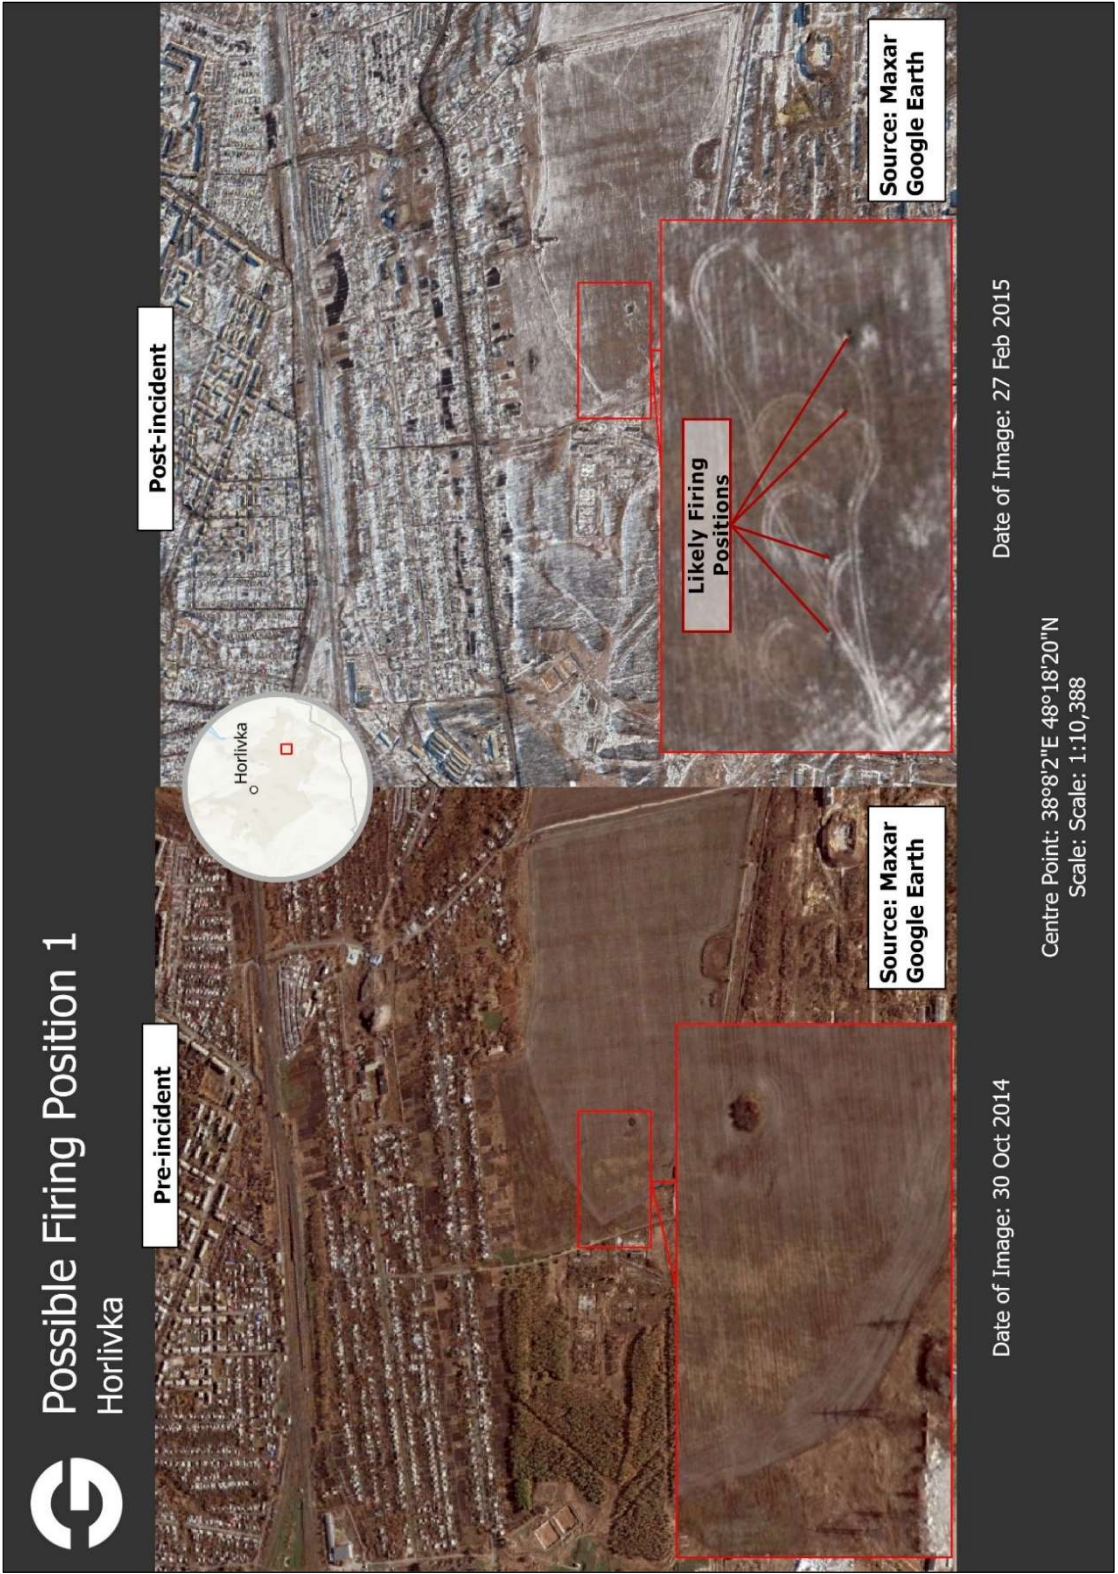 Possible Firing Position 1
Horlivka
Pre-incident
Post-incident
Horlivka
Source: Maxar
Google Earth
Likely Firing
Positions
Source: Maxar
Google Earth
Date of Image: 30 Oct 2014
Date of Image: 27 Feb 2015
Centre Point: 38°8'2"E 48°18'20"N
Scale: Scale: 1:10,388